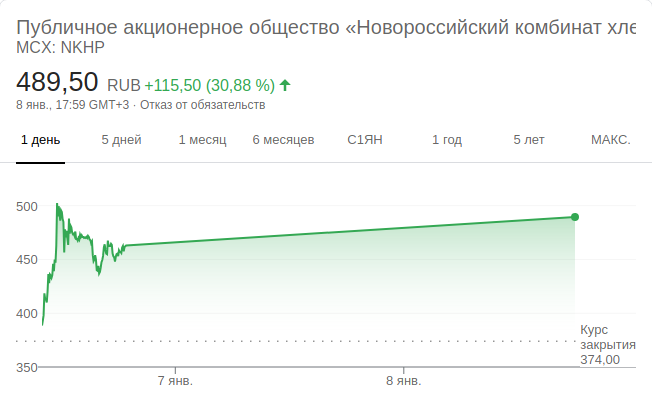 Публичное акционерное общество «Новороссийский комбинат хле
MCX: NKHP
489,50 RUB +115,50 (30,88 %)
8 янв., 17:59 GMT+3 · Отказ от обязательств
1 день 5 дней 1 месяц 6 месяцев С1ЯН 1 год 5 лет МАКС.
500
450
400
Курс
закрытия
374,00
350
7 янв. 8 янв.